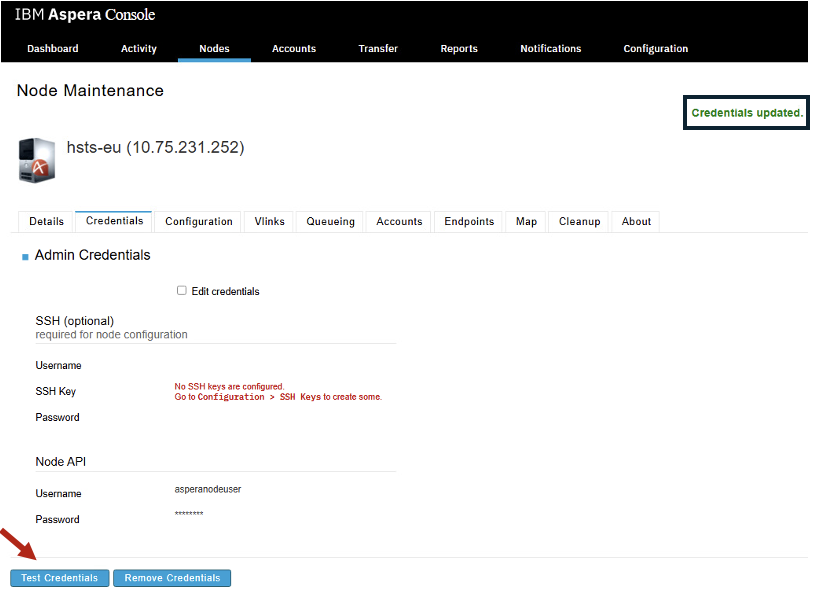 IBM Aspera Console
Dashboard Activity Nodes Accounts Transfer Reports Notifications Configuration
Node Maintenance
Credentials updated.
hsts-eu (10.75.231.252)
Details Credentials Configuration Vlinks Queueing Accounts Endpoints Map Cleanup About
Admin Credentials
Edit credentials
SSH (optional)
required for node configuration
Username
SSH Key No SSH keys are configured.
Go to Configuration > SSH Keys to create some.
Password
Node API
Username asperanodeuser
Password ********
Test Credentials Remove Credentials